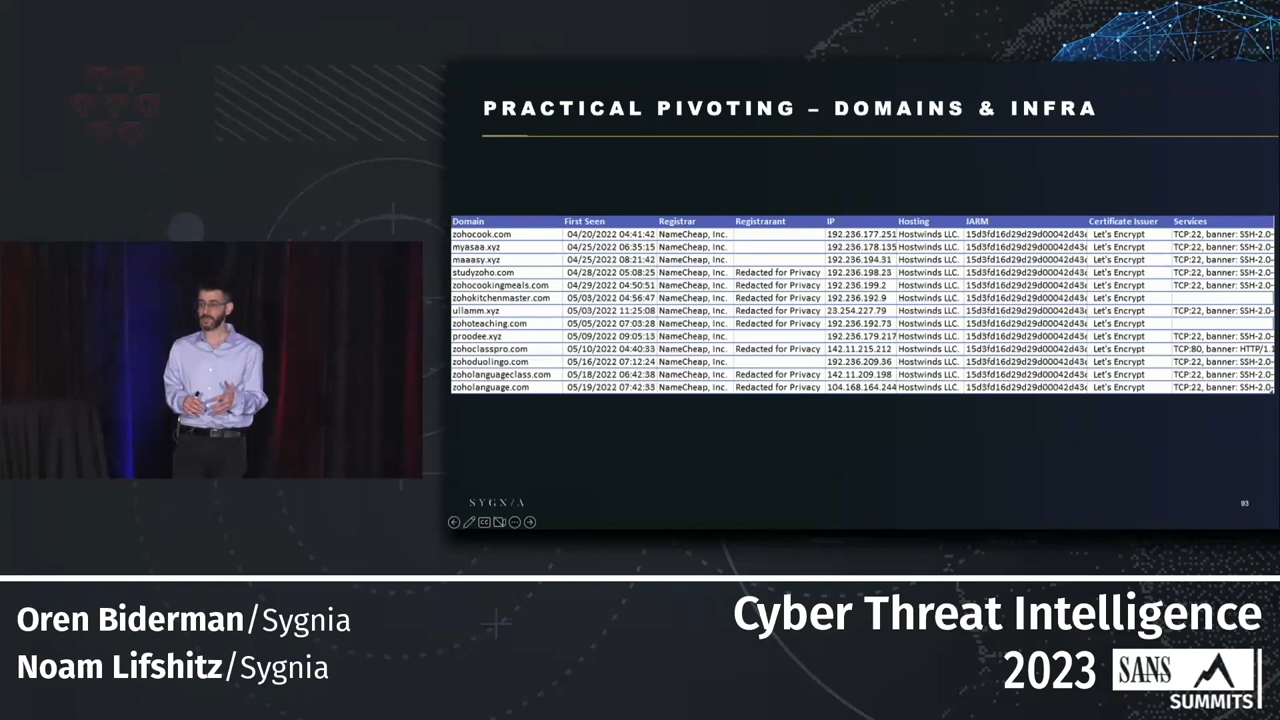 PRACTICAL PIVOTING – DOMAINS & INFRA
Domain First Seen Registrar Registrarant IP Hosting JARM Certificate Issuer Services
zohocook.com 04/20/2022 04:41:42 NameCheap, Inc. 192.236.177.251 Hostwinds LLC. 15d3fd16d29d29d00042d43c Let's Encrypt TCP:22, banner: SSH-2.0-
myasaa.xyz 04/25/2022 06:35:15 NameCheap, Inc. 192.236.178.135 Hostwinds LLC. 15d3fd16d29d29d00042d43c Let's Encrypt TCP:22, banner: SSH-2.0-
maaasy.xyz 04/25/2022 08:21:42 NameCheap, Inc. 192.236.194.31 Hostwinds LLC. 15d3fd16d29d29d00042d43c Let's Encrypt TCP:22, banner: SSH-2.0-
studyzoho.com 04/28/2022 05:08:25 NameCheap, Inc. Redacted for Privacy 192.236.198.23 Hostwinds LLC. 15d3fd16d29d29d00042d43c Let's Encrypt TCP:22, banner: SSH-2.0-
zohocookingmeals.com 04/29/2022 04:50:51 NameCheap, Inc. Redacted for Privacy 192.236.199.2 Hostwinds LLC. 15d3fd16d29d29d00042d43c Let's Encrypt TCP:22, banner: SSH-2.0-
zohokitchenmaster.com 05/03/2022 04:56:47 NameCheap, Inc. Redacted for Privacy 192.236.192.9 Hostwinds LLC. 15d3fd16d29d29d00042d43c Let's Encrypt
ullamm.xyz 05/03/2022 11:25:08 NameCheap, Inc. Redacted for Privacy 23.254.227.79 Hostwinds LLC. 15d3fd16d29d29d00042d43c Let's Encrypt TCP:22, banner: SSH-2.0-
zohoteaching.com 05/05/2022 07:03:28 NameCheap, Inc. Redacted for Privacy 192.236.192.73 Hostwinds LLC. 15d3fd16d29d29d00042d43c Let's Encrypt
proodee.xyz 05/09/2022 09:05:13 NameCheap, Inc. 192.236.179.217 Hostwinds LLC. 15d3fd16d29d29d00042d43c Let's Encrypt TCP:22, banner: SSH-2.0-
zohoclasspro.com 05/10/2022 04:40:33 NameCheap, Inc. Redacted for Privacy 142.11.215.212 Hostwinds LLC. 15d3fd16d29d29d00042d43c Let's Encrypt TCP:80, banner: HTTP/1.1
zohoduolingo.com 05/16/2022 07:12:24 NameCheap, Inc. 192.236.209.36 Hostwinds LLC. 15d3fd16d29d29d00042d43c Let's Encrypt TCP:22, banner: SSH-2.0-
zoholanguageclass.com 05/18/2022 06:42:38 NameCheap, Inc. Redacted for Privacy 142.11.209.198 Hostwinds LLC. 15d3fd16d29d29d00042d43c Let's Encrypt TCP:22, banner: SSH-2.0-
zoholanguage.com 05/19/2022 07:42:33 NameCheap, Inc. Redacted for Privacy 104.168.164.244 Hostwinds LLC. 15d3fd16d29d29d00042d43c Let's Encrypt TCP:22, banner: SSH-2.0-
SYGNIA
93
Oren Biderman/Sygnia
Noam Lifshitz/Sygnia
Cyber Threat Intelligence
2023
SANS
SUMMITS